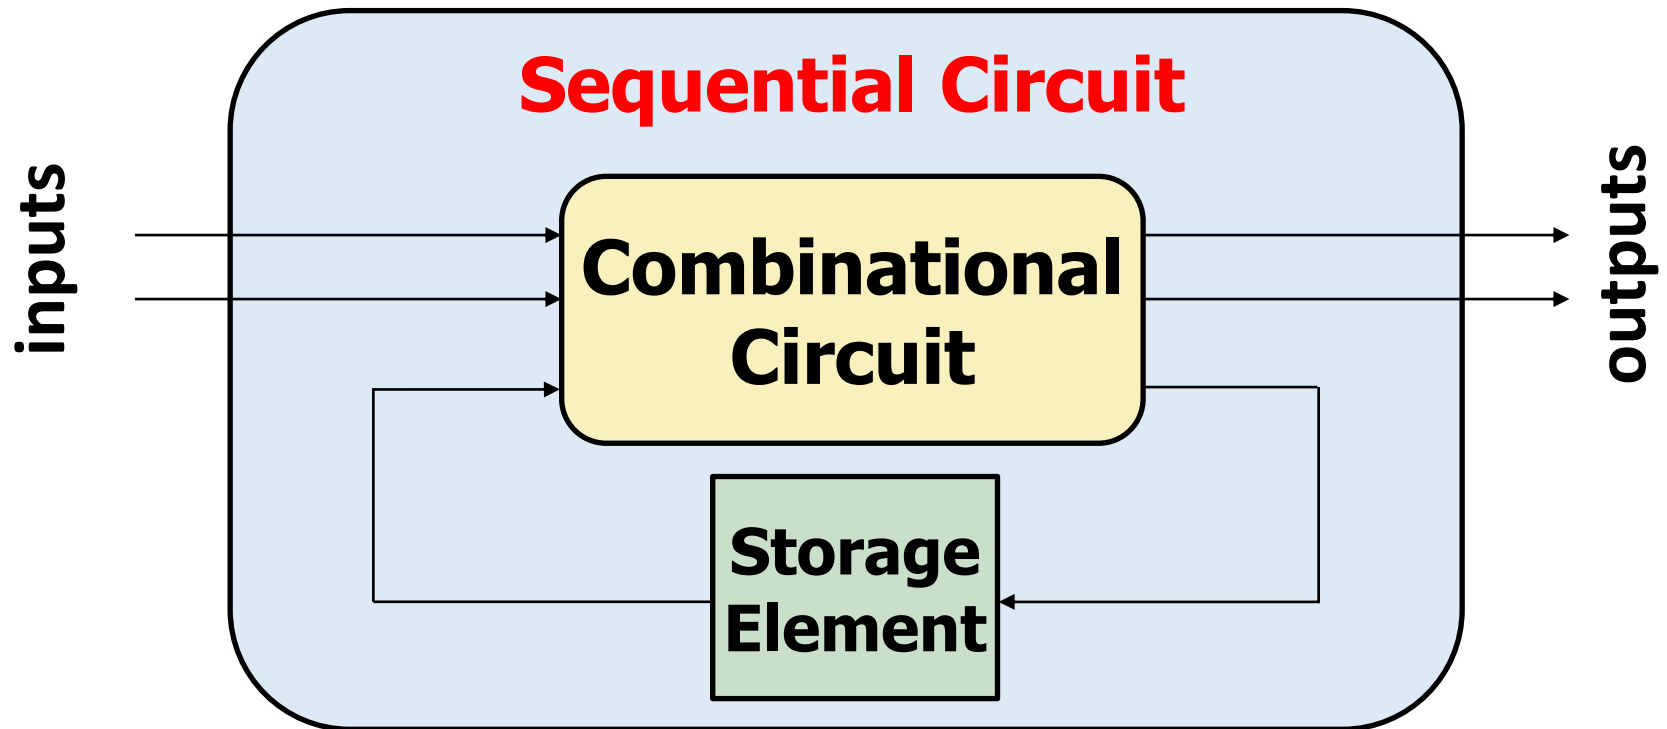 Sequential Circuit
inputs
Combinational
Circuit
outputs
Storage
Element